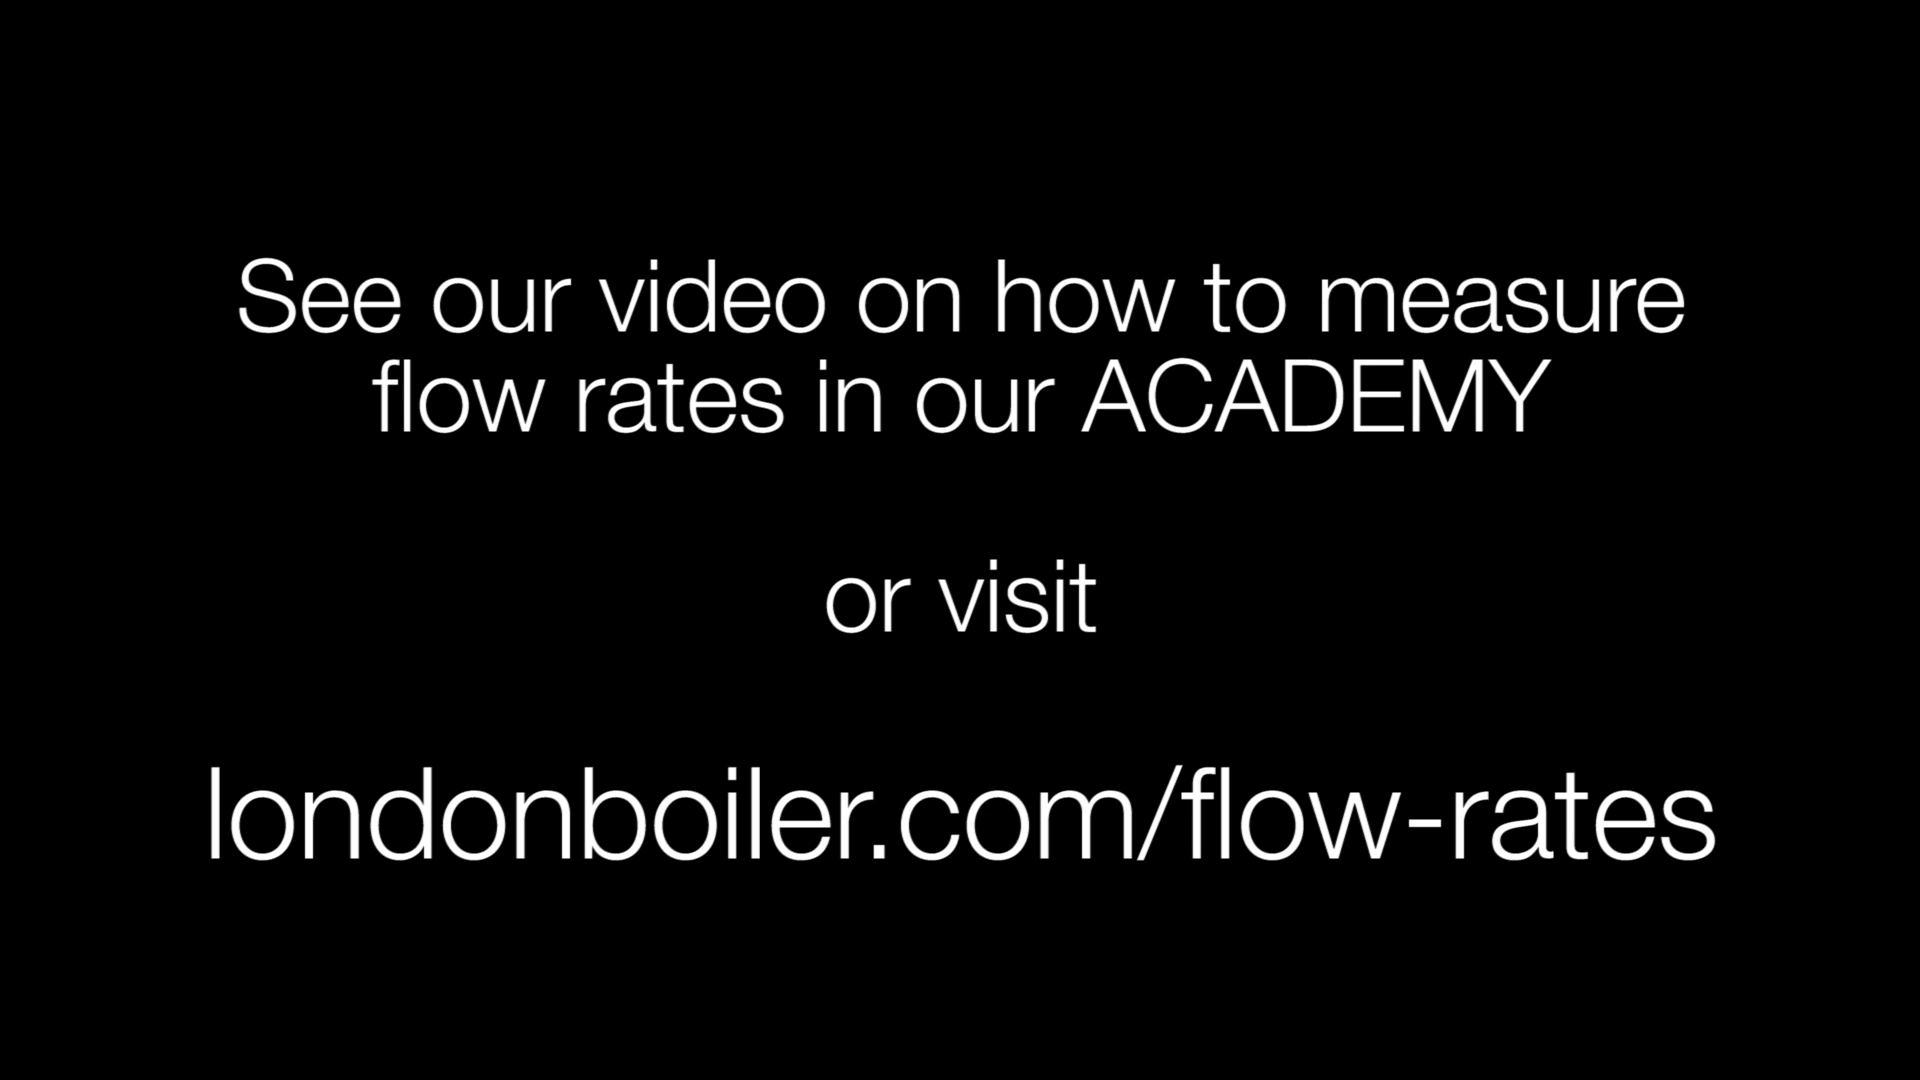 See our video on how to measure
flow rates in our ACADEMY
or visit
londonboiler.com/flow-rates